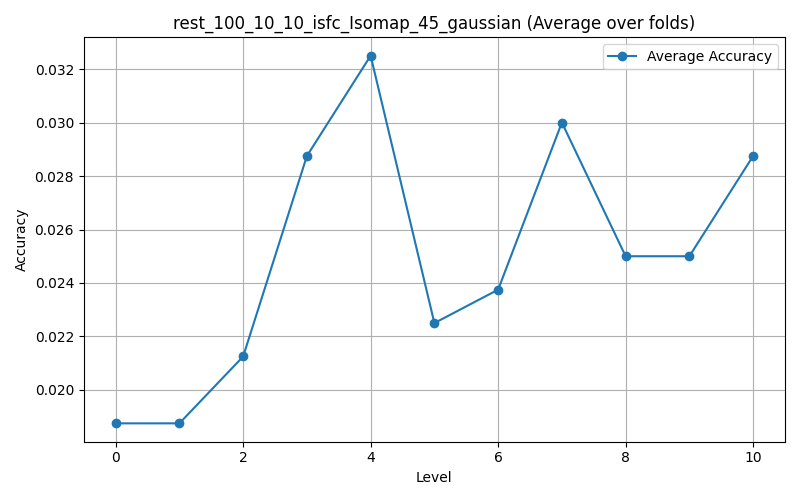 rest_100_10_10_isfc_Isomap_45_gaussian (Average over folds)
Average Accuracy
0.032
0.030
0.028
0.026
0.024
0.022
0.020
Accuracy
0 2 4 6 8 10
Level